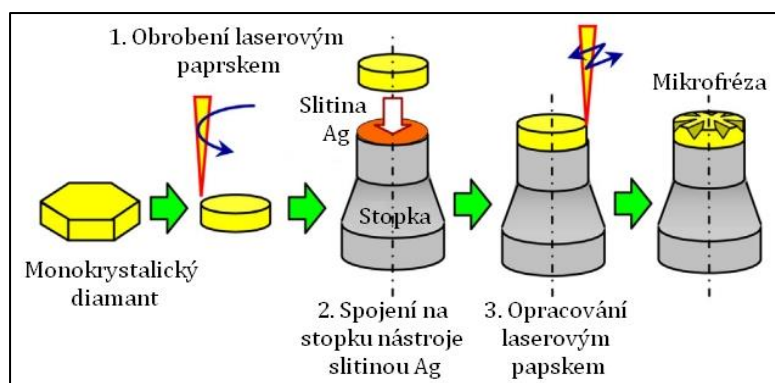 1. Obrobení laserovým
paprskem
Slitina
Ag
Mikrofréza
Stopka
Monokrystalický
diamant
2. Spojení na
stopku nástroje
slitinou Ag
3. Opracování
laserovým
papskem